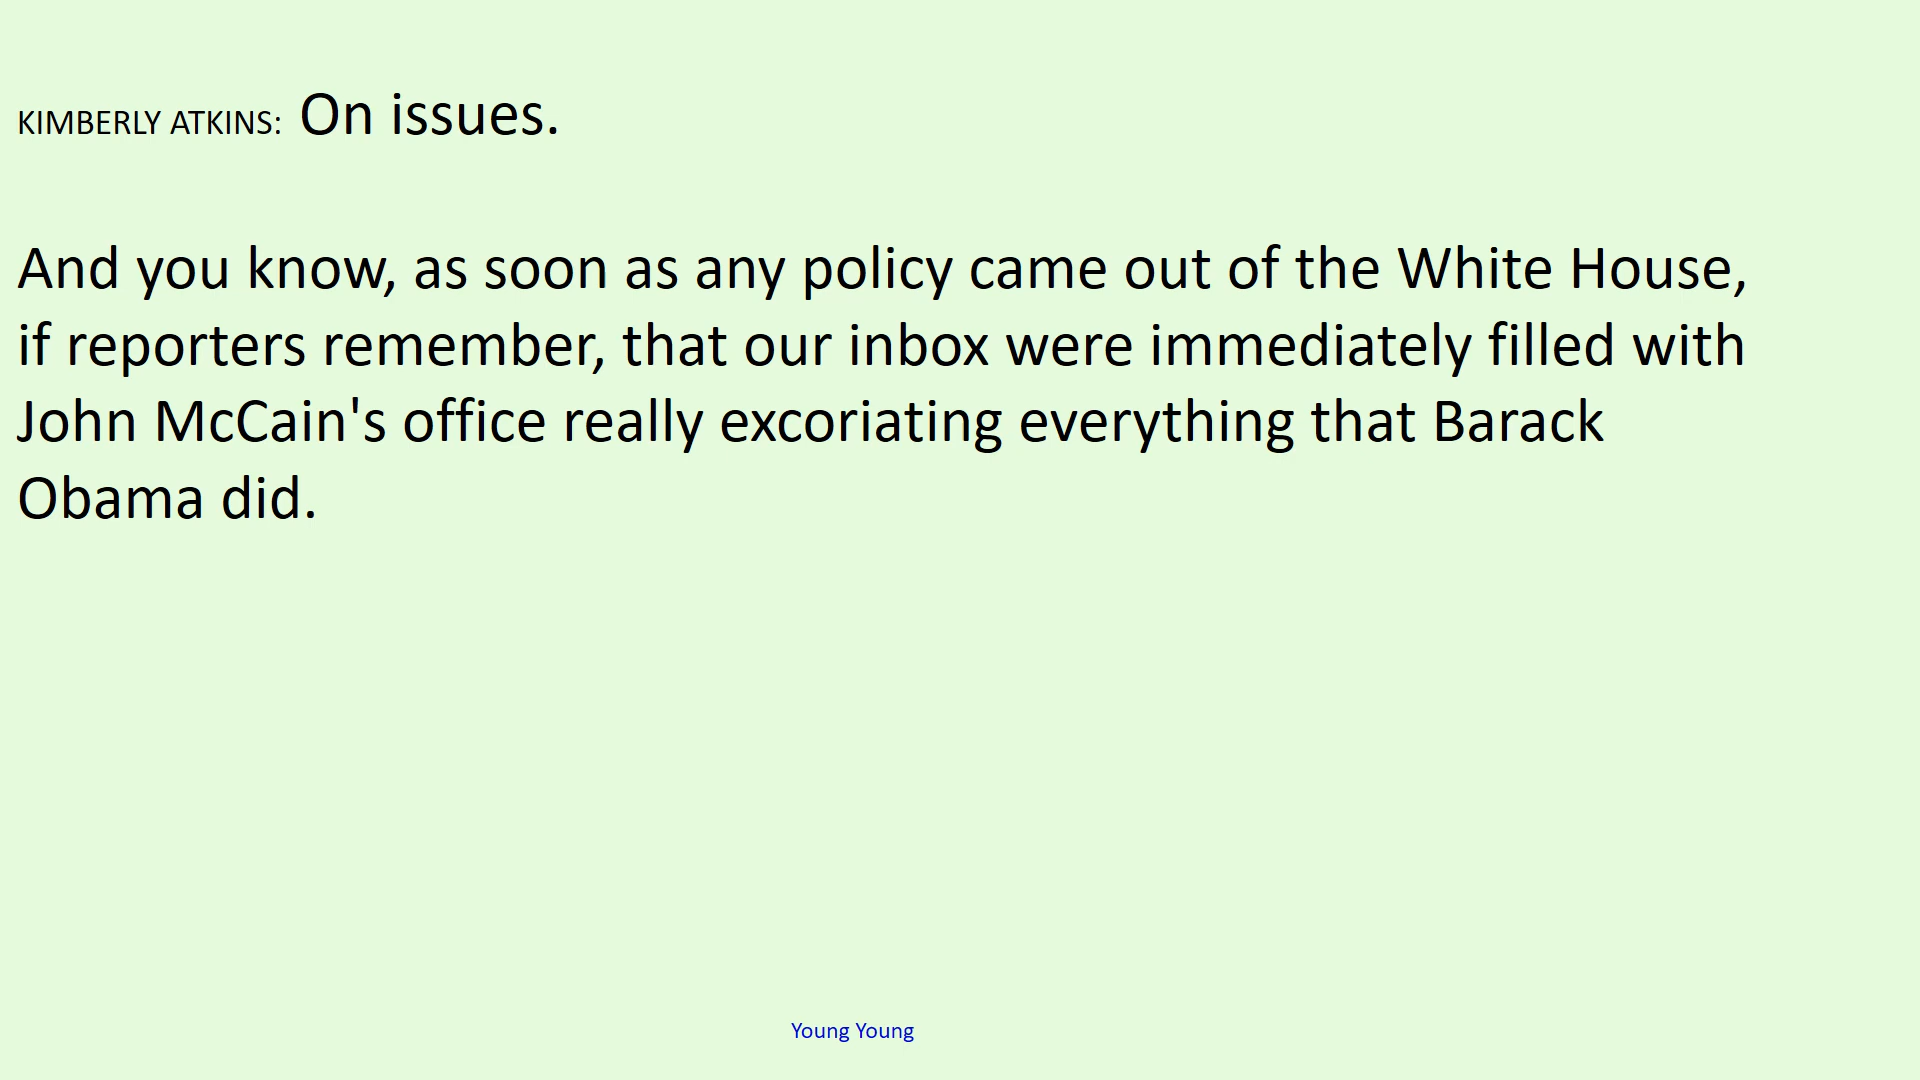 KIMBERLY ATKINS: On issues.
And you know, as soon as any policy came out of the White House,
if reporters remember, that our inbox were immediately filled with
John McCain's office really excoriating everything that Barack
Obama did.
Young Young